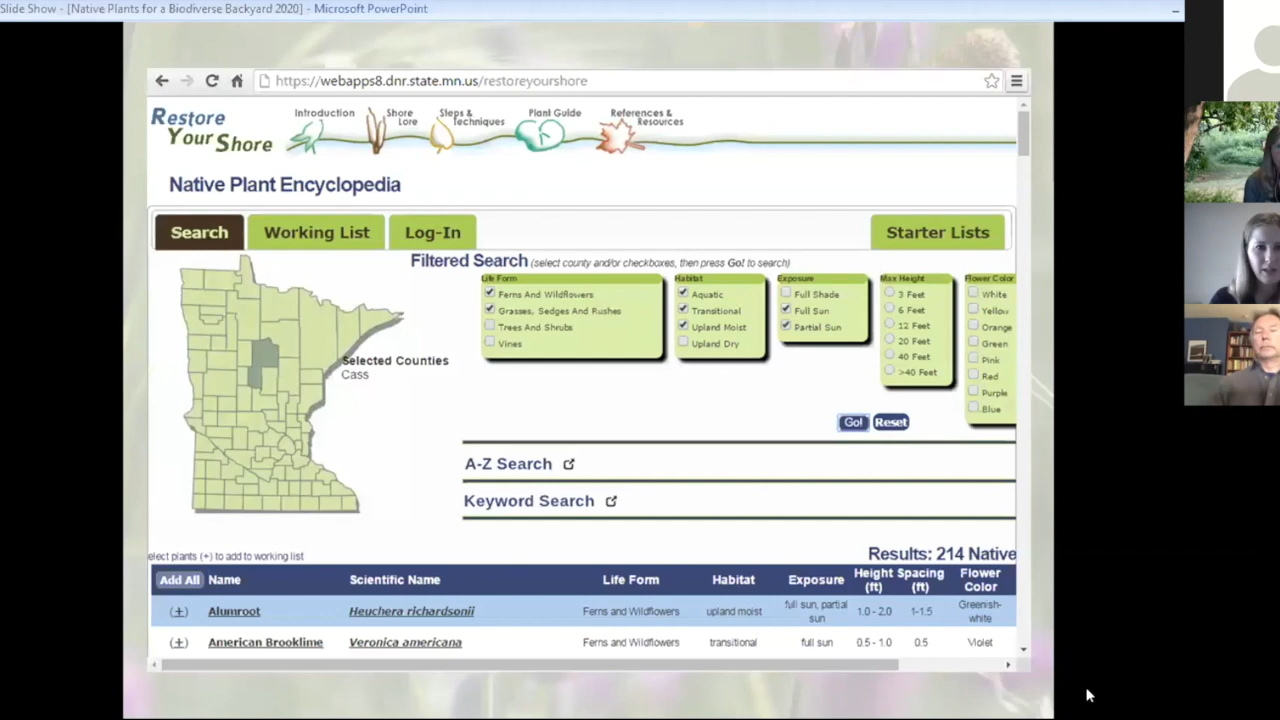 Slide Show - [Native Plants for a Biodiverse Backyard 2020] - Microsoft PowerPoint
https://webapps8.dnr.state.mn.us/restoreyourshore
Restore
Your Shore
Introduction
Shore
Lore
Steps &
Techniques
Plant Guide
References &
Resources
Native Plant Encyclopedia
Search
Working List
Log-In
Starter Lists
Filtered Search (select county and/or checkboxes, then press Go! to search)
Life Form
Ferns And Wildflowers
Grasses, Sedges And Rushes
Trees And Shrubs
Vines
Habitat
Aquatic
Transitional
Upland Moist
Upland Dry
Exposure
Full Shade
Full Sun
Partial Sun
Max Height
3 Feet
6 Feet
12 Feet
20 Feet
40 Feet
>40 Feet
Flower Color
White
Yellow
Orange
Green
Pink
Red
Purple
Blue
Selected Counties
Cass
Go! Reset
A-Z Search
Keyword Search
elect plants (+) to add to working list
Results: 214 Native
Add All Name Scientific Name Life Form Habitat Exposure Height (ft) Spacing (ft) Flower Color
(+) Alumroot Heuchera richardsonii Ferns and Wildflowers upland moist full sun, partial sun 1.0 - 2.0 1-1.5 Greenish-white
(+) American Brooklime Veronica americana Ferns and Wildflowers transitional full sun 0.5 - 1.0 0.5 Violet